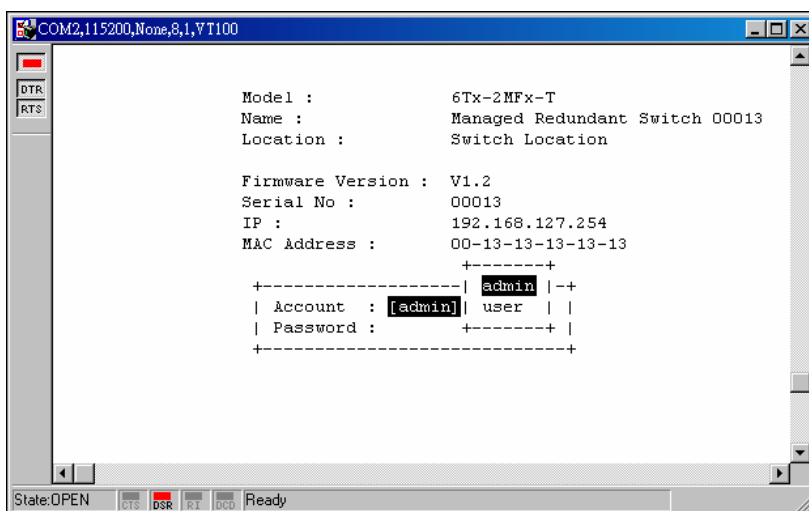 COM2,115200,None,8,1,VT100
DTR
RTS
Model : 6Tx-2MFx-T
Name : Managed Redundant Switch 00013
Location : Switch Location
Firmware Version : V1.2
Serial No : 00013
IP : 192.168.127.254
MAC Address : 00-13-13-13-13-13
+-------+
+-------------------| admin |-+
| Account : [admin]| user | |
| Password : +-------+ |
+-----------------------------+
State:OPEN CTS DSR RI DCD Ready